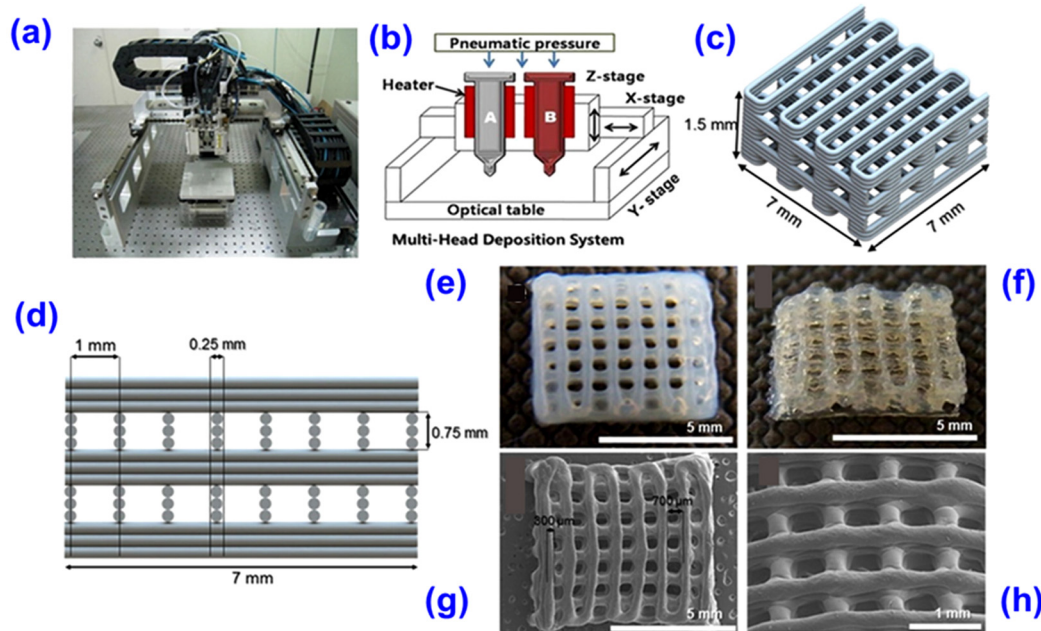 (a)
(b)
Pneumatic pressure
Heater
A
B
Z-stage
X-stage
Y- stage
Optical table
Multi-Head Deposition System
(c)
1.5 mm
7 mm
7 mm
(d)
1 mm
0.25 mm
0.75 mm
7 mm
(e)
5 mm
(f)
5 mm
(g)
300 µm
700 µm
5 mm
(h)
1 mm